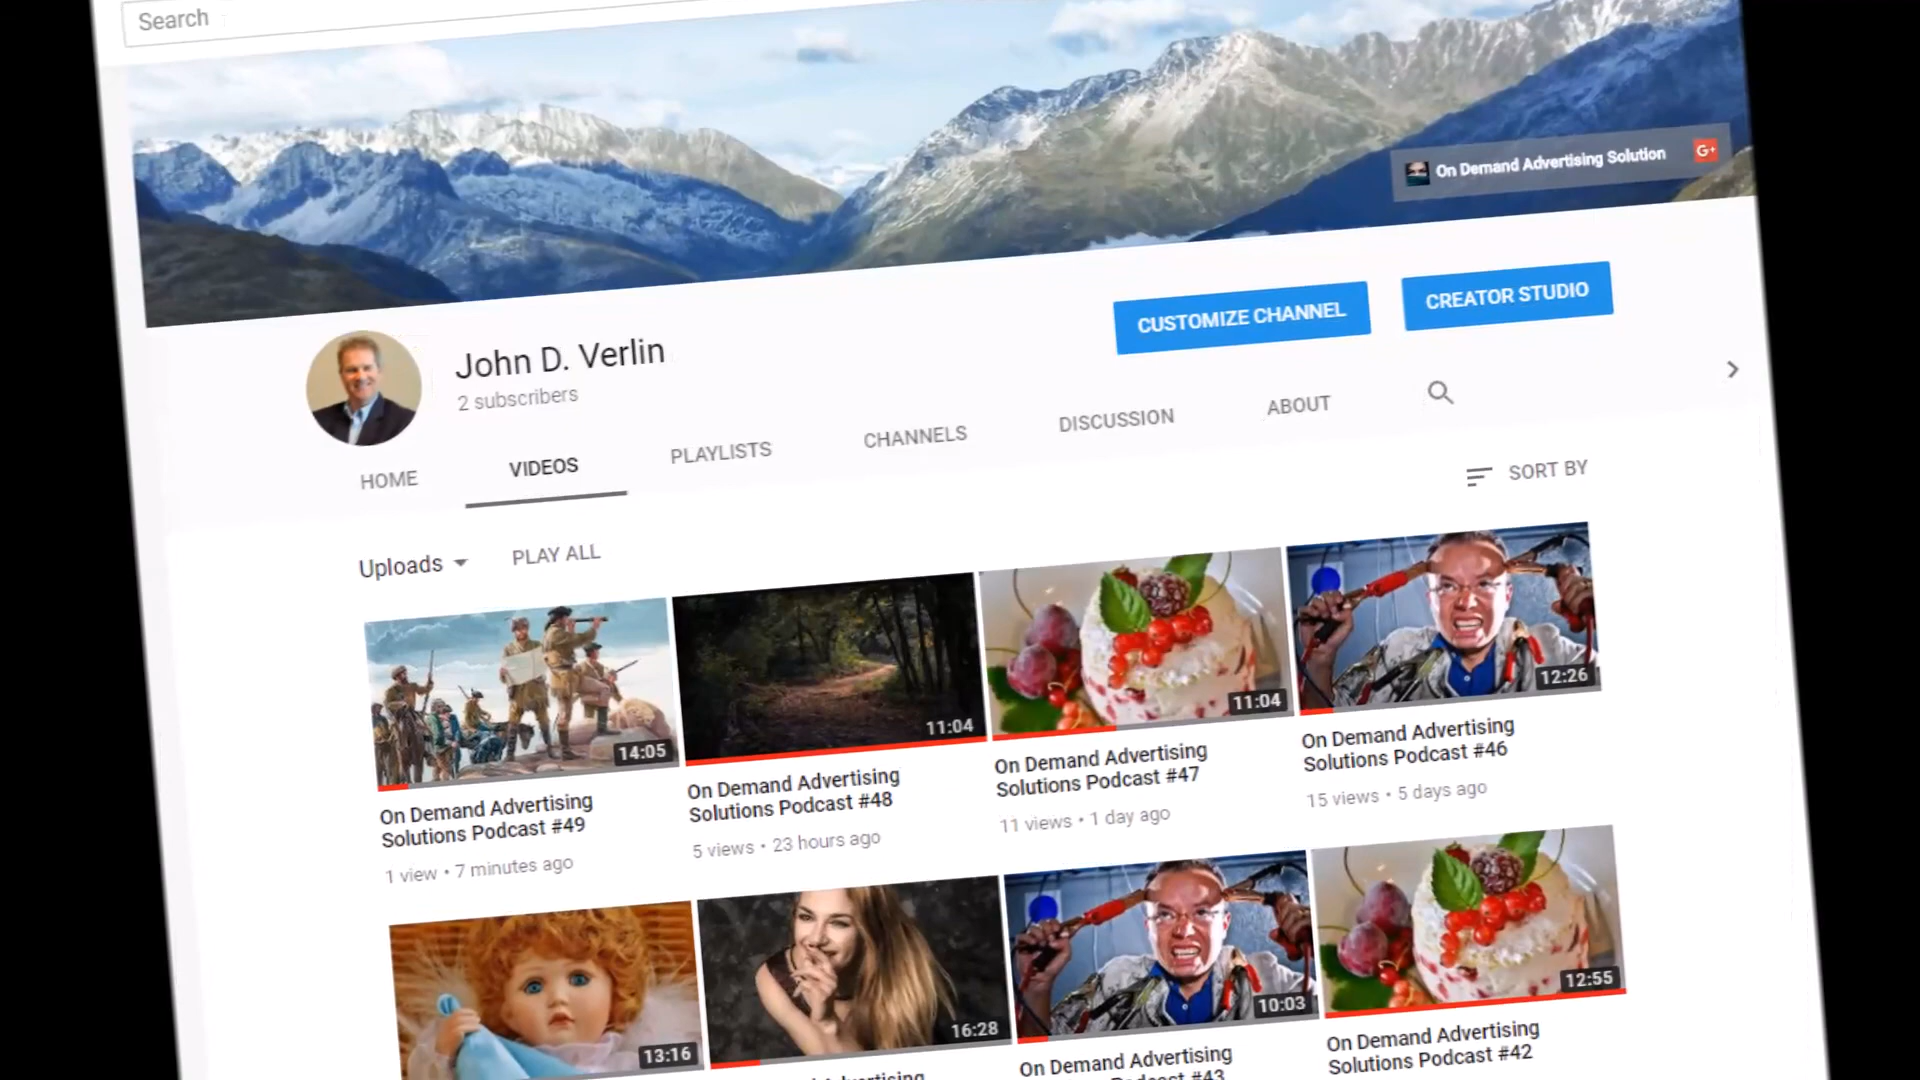 Search
On Demand Advertising Solution
G+
John D. Verlin
2 subscribers
CUSTOMIZE CHANNEL
CREATOR STUDIO
HOME
VIDEOS
PLAYLISTS
CHANNELS
DISCUSSION
ABOUT
SORT BY
Uploads
PLAY ALL
14:05
11:04
11:04
12:26
On Demand Advertising
Solutions Podcast #49
1 view • 7 minutes ago
On Demand Advertising
Solutions Podcast #48
5 views • 23 hours ago
On Demand Advertising
Solutions Podcast #47
11 views • 1 day ago
On Demand Advertising
Solutions Podcast #46
15 views • 5 days ago
13:16
16:28
10:03
12:55
On Demand Advertising
Podcast #43
On Demand Advertising
Solutions Podcast #42